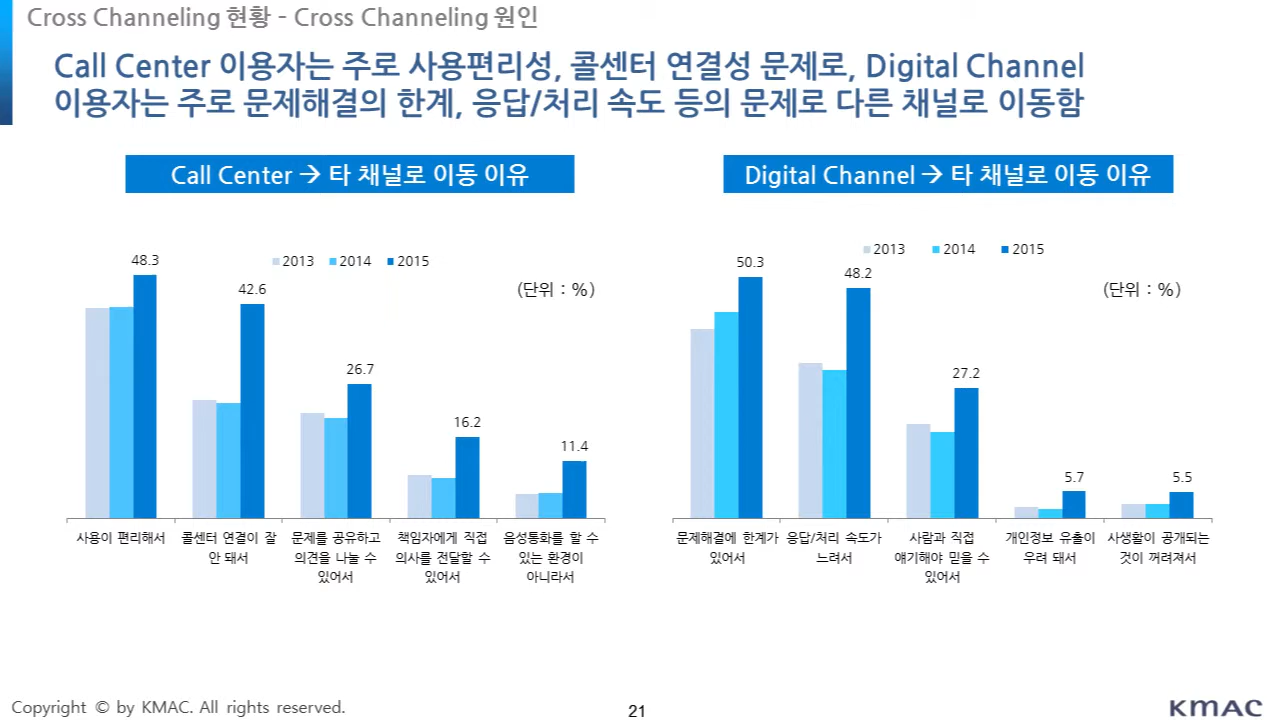 Cross Channeling 현황 – Cross Channeling 원인
Call Center 이용자는 주로 사용편리성, 콜센터 연결성 문제로, Digital Channel
이용자는 주로 문제해결의 한계, 응답/처리 속도 등의 문제로 다른 채널로 이동함
Call Center → 타 채널로 이동 이유
2013 2014 2015
(단위 : %)
48.3
42.6
26.7
16.2
11.4
사용이 편리해서
콜센터 연결이 잘
안 돼서
문제를 공유하고
의견을 나눌 수
있어서
책임자에게 직접
의사를 전달할 수
있어서
음성통화를 할 수
있는 환경이
아니라서
Digital Channel → 타 채널로 이동 이유
2013 2014 2015
(단위 : %)
50.3
48.2
27.2
5.7
5.5
문제해결에 한계가
있어서
응답/처리 속도가
느려서
사람과 직접
얘기해야 믿을 수
있어서
개인정보 유출이
우려 돼서
사생활이 공개되는
것이 꺼려져서
Copyright © by KMAC. All rights reserved.
21
KMAC